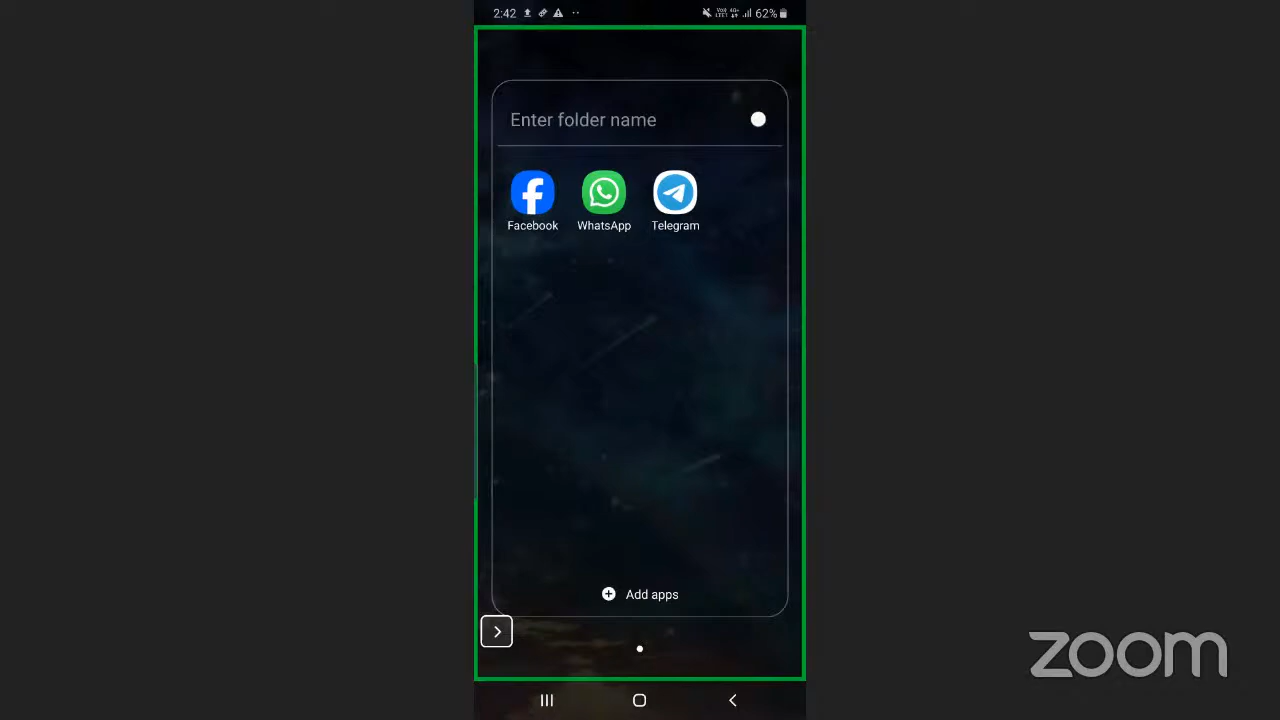 2:42
62%
Enter folder name
Facebook WhatsApp Telegram
Add apps
zoom